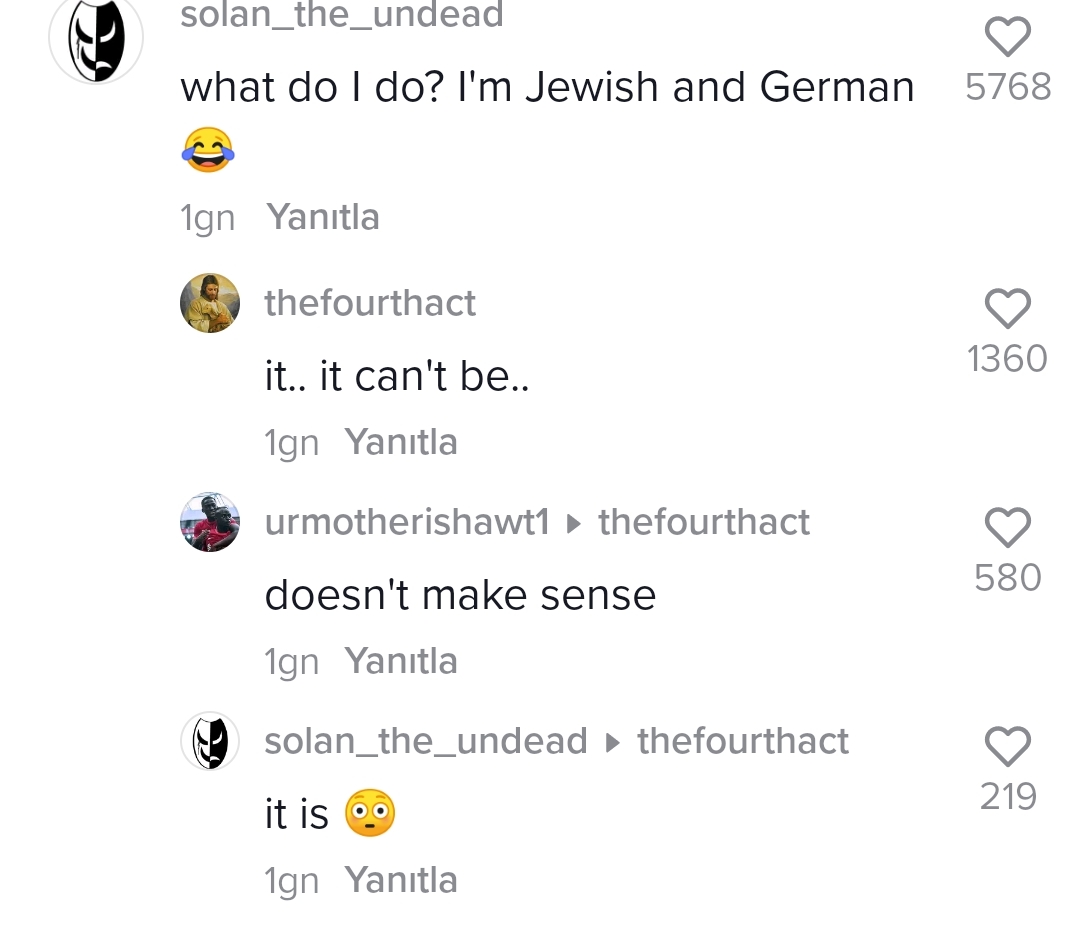 solan_the_undead
what do I do? I'm Jewish and German
😂
5768
1gn Yanıtla
thefourthact
it.. it can't be..
1360
1gn Yanıtla
urmotherishawt1 ▸ thefourthact
doesn't make sense
580
1gn Yanıtla
solan_the_undead ▸ thefourthact
it is 😳
219
1gn Yanıtla